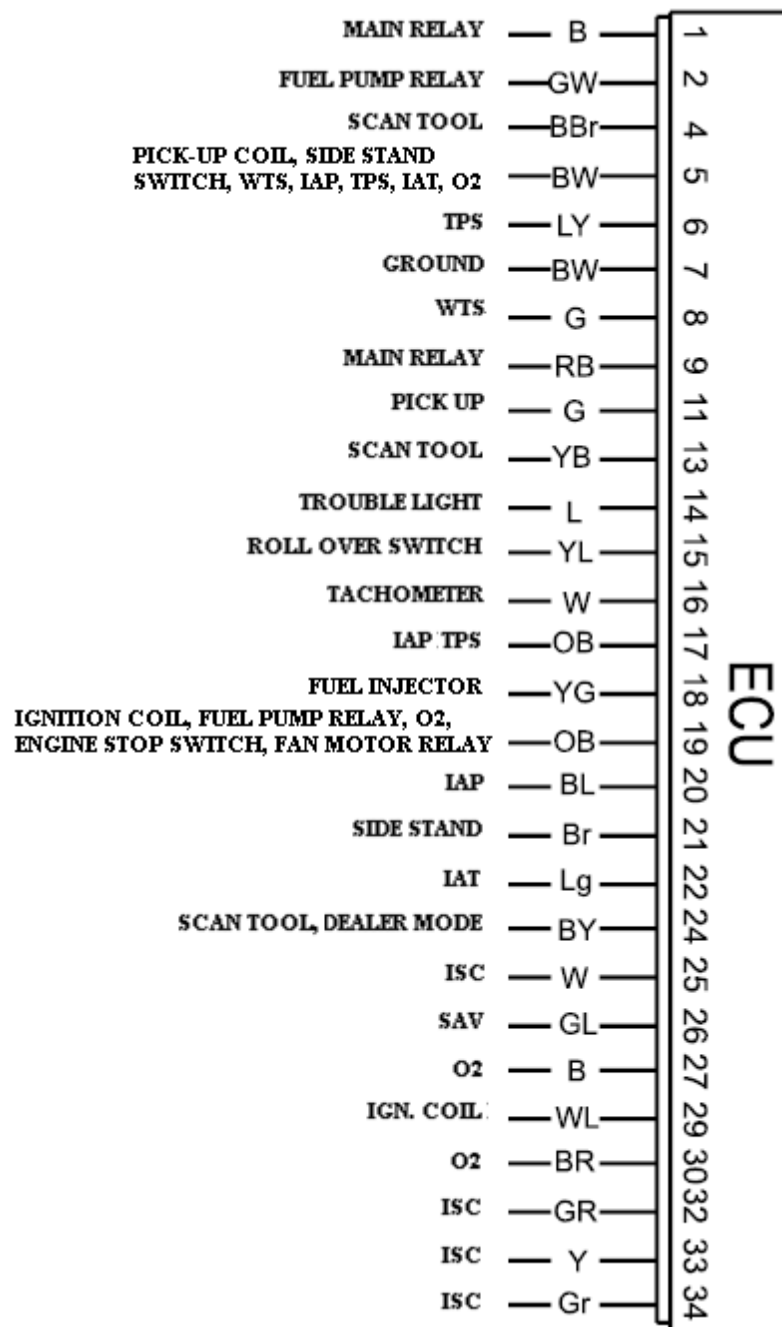 MAIN RELAY B 1
FUEL PUMP RELAY GW 2
SCAN TOOL BBr 4
PICK-UP COIL, SIDE STAND
SWITCH, WTS, IAP, TPS, IAT, O2 BW 5
TPS LY 6
GROUND BW 7
WTS G 8
MAIN RELAY RB 9
PICK UP G 11
SCAN TOOL YB 13
TROUBLE LIGHT L 14
ROLL OVER SWITCH YL 15
TACHOMETER W 16
IAP TPS OB 17
FUEL INJECTOR YG 18
IGNITION COIL, FUEL PUMP RELAY, O2,
ENGINE STOP SWITCH, FAN MOTOR RELAY OB 19
IAP BL 20
SIDE STAND Br 21
IAT Lg 22
SCAN TOOL, DEALER MODE BY 24
ISC W 25
SAV GL 26
O2 B 27
IGN. COIL WL 29
O2 BR 30
ISC GR 32
ISC Y 33
ISC Gr 34
ECU